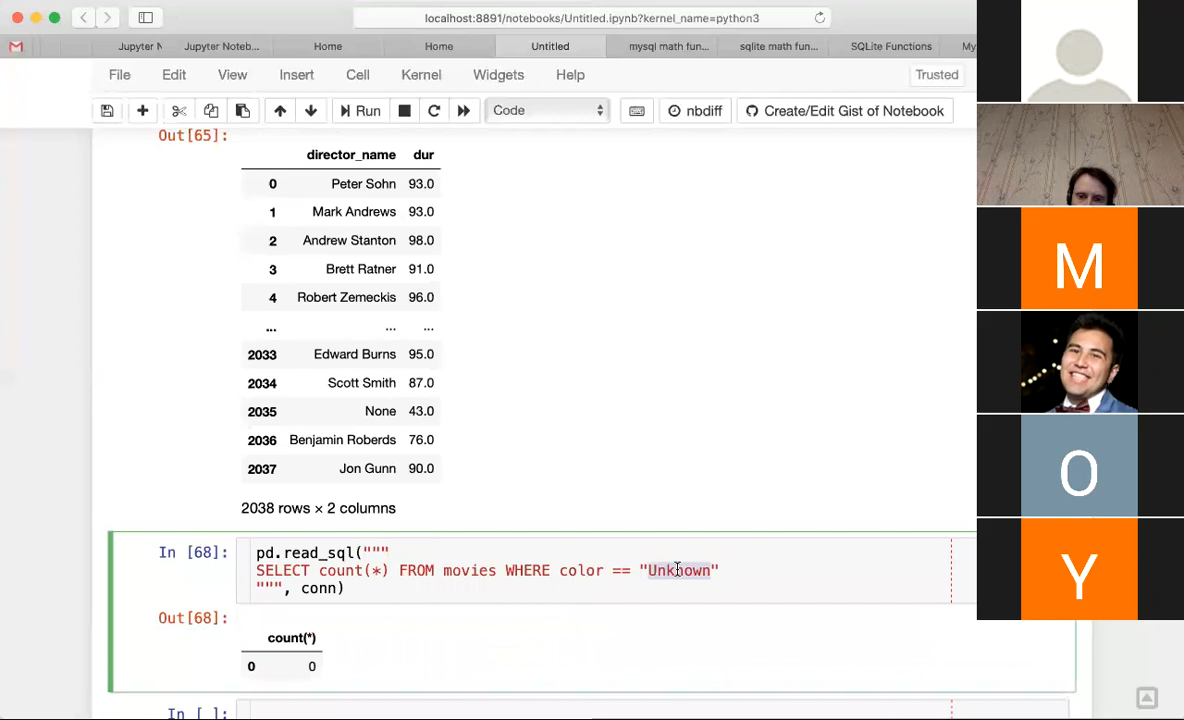 localhost:8891/notebooks/Untitled.ipynb?kernel_name=python3
Jupyter N
Jupyter Noteb...
Home
Home
Untitled
mysql math fun...
sqlite math fun...
SQLite Functions
My
File Edit View Insert Cell Kernel Widgets Help
Trusted
Run
Code
nbdiff
Create/Edit Gist of Notebook
Out[65]:
director_name dur
0 Peter Sohn 93.0
1 Mark Andrews 93.0
2 Andrew Stanton 98.0
3 Brett Ratner 91.0
4 Robert Zemeckis 96.0
... ... ...
2033 Edward Burns 95.0
2034 Scott Smith 87.0
2035 None 43.0
2036 Benjamin Roberds 76.0
2037 Jon Gunn 90.0
2038 rows × 2 columns
In [68]:
pd.read_sql("""
SELECT count(*) FROM movies WHERE color == "Unknown"
""", conn)
Out[68]:
count(*)
0 0
In [ ]:
M
O
Y